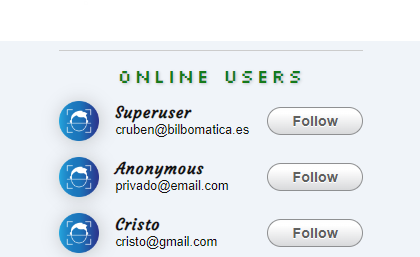 ONLINE USERS
Superuser
cruben@bilbomatica.es
Follow
Anonymous
privado@email.com
Follow
Cristo
cristo@gmail.com
Follow